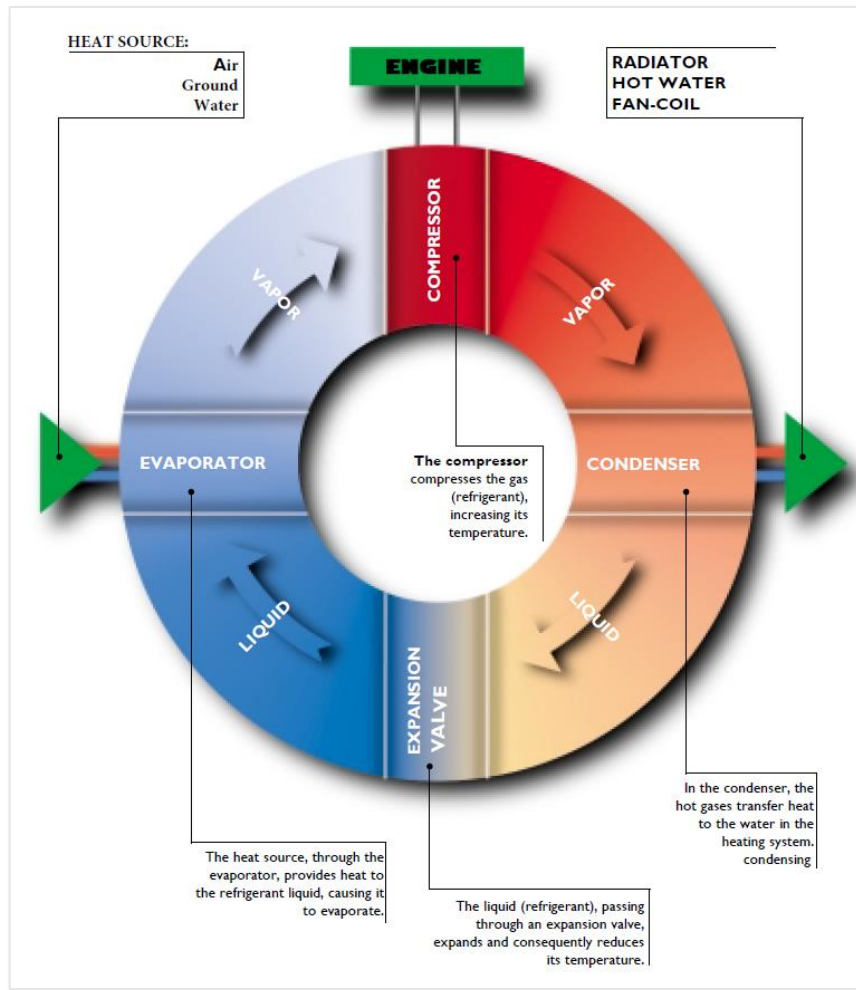 HEAT SOURCE:
Air
Ground
Water
ENGINE
RADIATOR
HOT WATER
FAN-COIL
COMPRESSOR
VAPOR
VAPOR
EVAPORATOR
The compressor
compresses the gas
(refrigerant),
increasing its
temperature.
CONDENSER
LIQUID
LIQUID
EXPANSION
VALVE
In the condenser, the
hot gases transfer heat
to the water in the
heating system.
condensing
The heat source, through the
evaporator, provides heat to
the refrigerant liquid, causing it
to evaporate.
The liquid (refrigerant), passing
through an expansion valve,
expands and consequently reduces
its temperature.